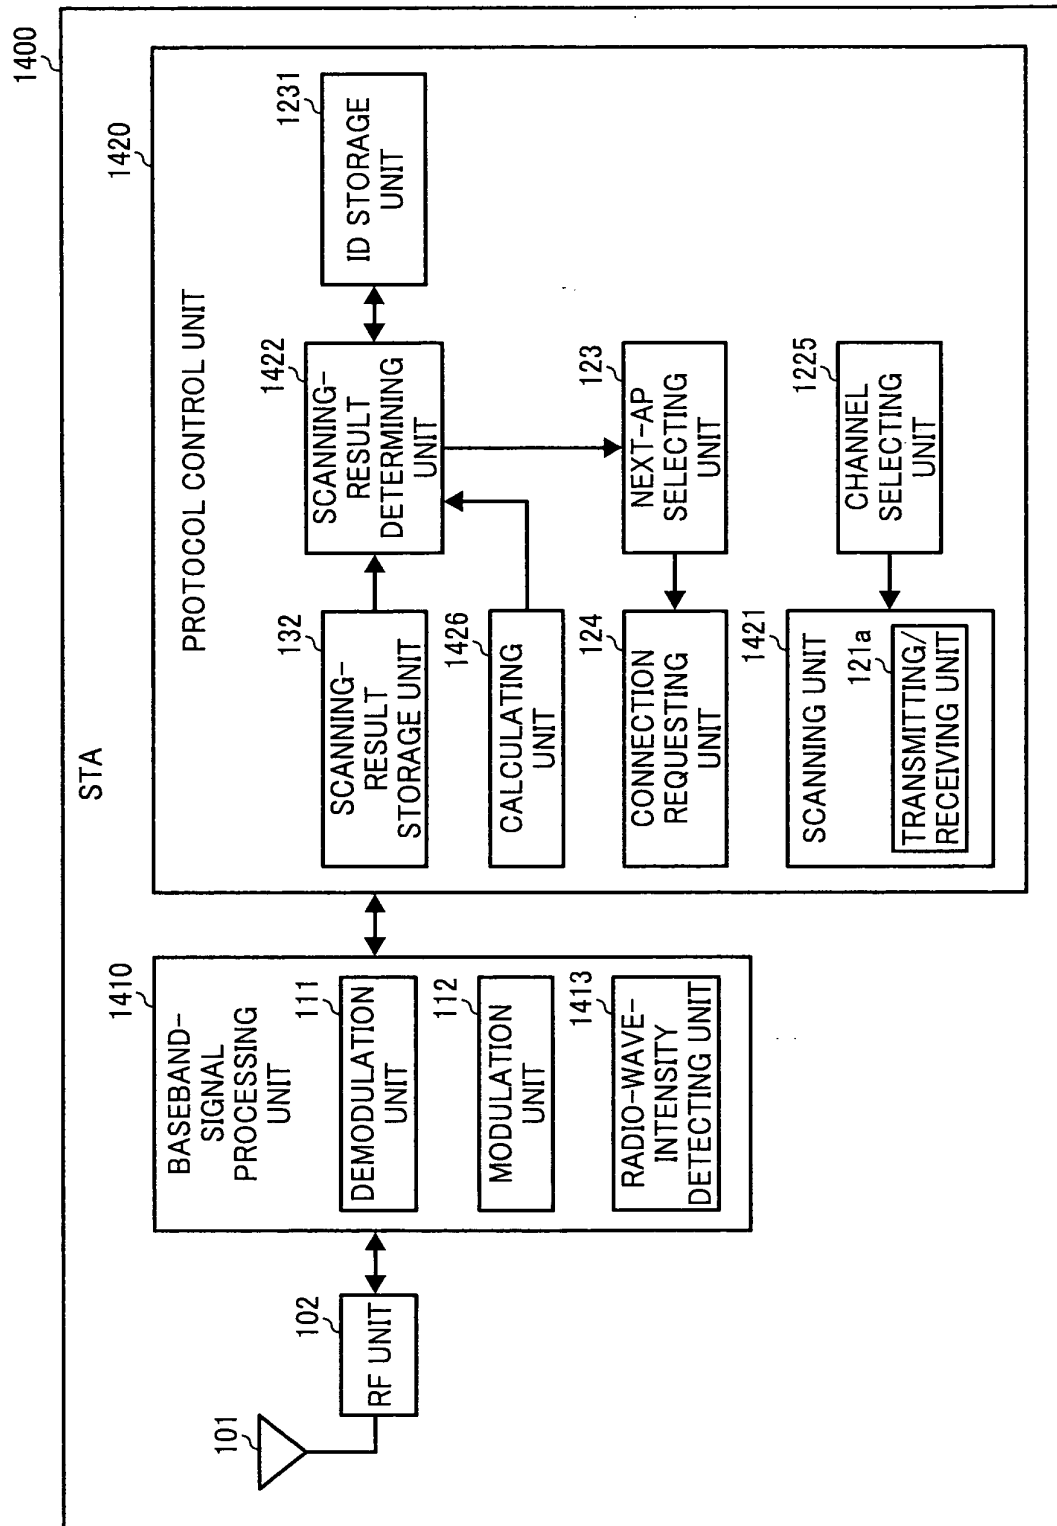 1400
STA
101
102
RF UNIT
1410
BASEBAND-
SIGNAL
PROCESSING
UNIT
111
DEMODULATION
UNIT
112
MODULATION
UNIT
1413
RADIO-WAVE-
INTENSITY
DETECTING UNIT
1420
PROTOCOL CONTROL UNIT
132
SCANNING-
RESULT
STORAGE UNIT
1422
SCANNING-
RESULT
DETERMINING
UNIT
1231
ID STORAGE
UNIT
1426
CALCULATING
UNIT
124
CONNECTION
REQUESTING
UNIT
123
NEXT-AP
SELECTING
UNIT
1421
SCANNING UNIT
121a
TRANSMITTING/
RECEIVING UNIT
1225
CHANNEL
SELECTING
UNIT